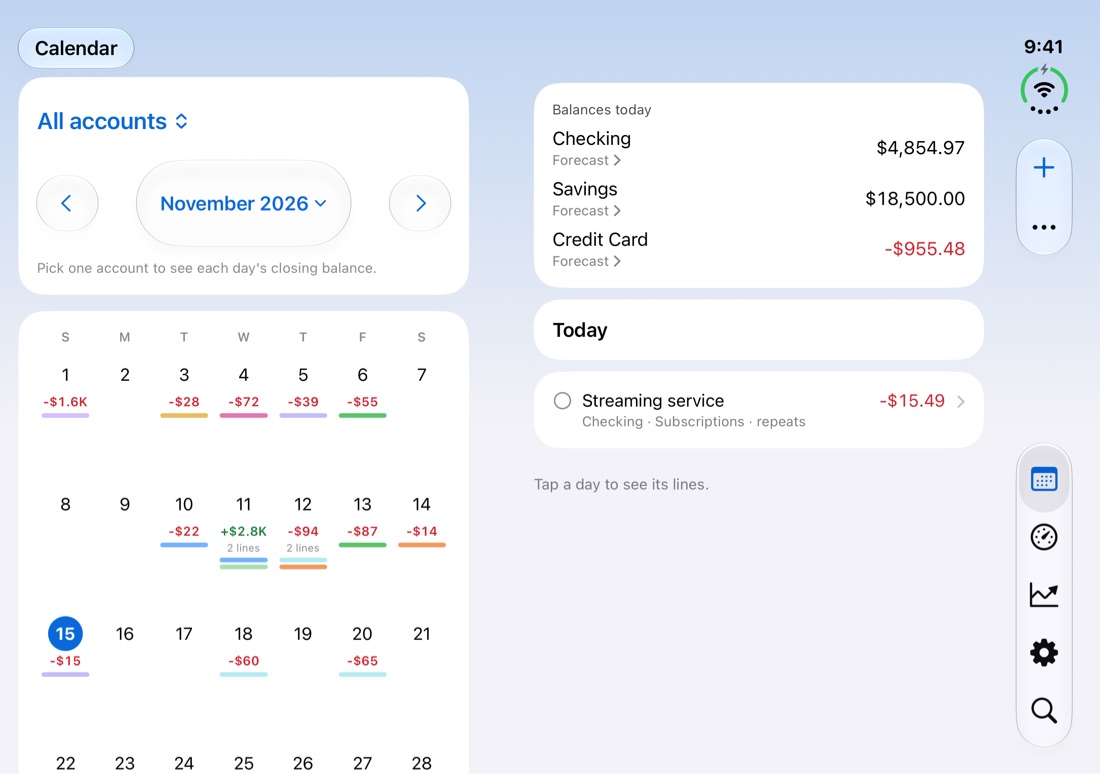 Calendar
All accounts
November 2026
Pick one account to see each day's closing balance.
S M T W T F S
1 2 3 4 5 6 7
-$1.6K -$28 -$72 -$39 -$55
8 9 10 11 12 13 14
-$22 +$2.8K -$94 -$87 -$14
2 lines 2 lines
15 16 17 18 19 20 21
-$15 -$60 -$65
22 23 24 25 26 27 28
Balances today
Checking $4,854.97
Forecast
Savings $18,500.00
Forecast
Credit Card -$955.48
Forecast
Today
Streaming service -$15.49
Checking · Subscriptions · repeats
Tap a day to see its lines.
9:41